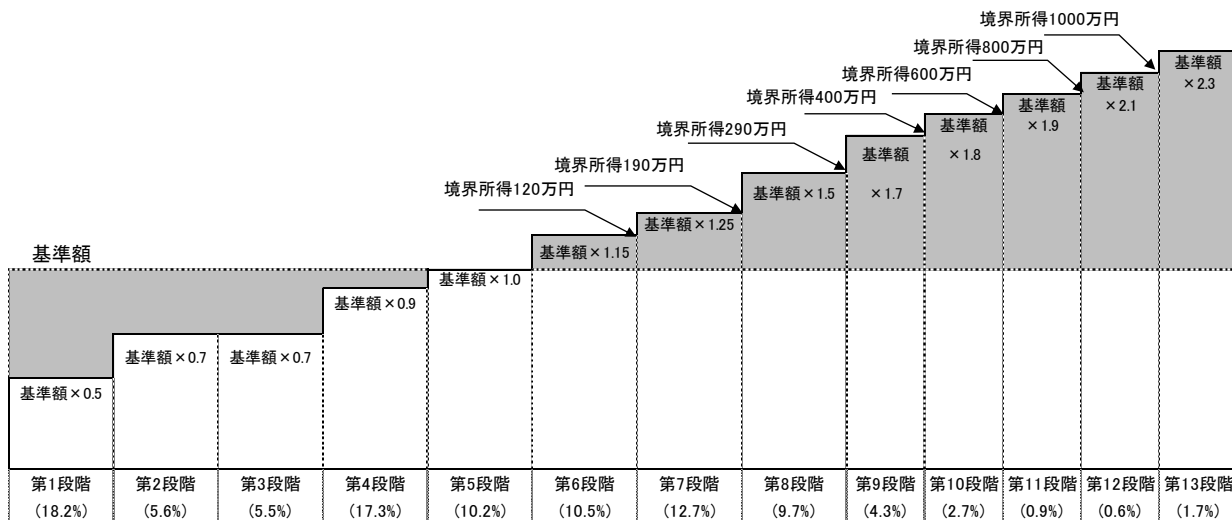 境界所得1000万円
境界所得800万円
境界所得600万円
境界所得400万円
境界所得290万円
境界所得190万円
境界所得120万円
基準額
×2.3
基準額
×2.1
基準額
×1.9
基準額
×1.8
基準額
×1.7
基準額×1.5
基準額×1.25
基準額×1.15
基準額
基準額×1.0
基準額×0.9
基準額×0.7
基準額×0.7
基準額×0.5
第1段階 第2段階 第3段階 第4段階 第5段階 第6段階 第7段階 第8段階 第9段階 第10段階 第11段階 第12段階 第13段階
(18.2%) (5.6%) (5.5%) (17.3%) (10.2%) (10.5%) (12.7%) (9.7%) (4.3%) (2.7%) (0.9%) (0.6%) (1.7%)